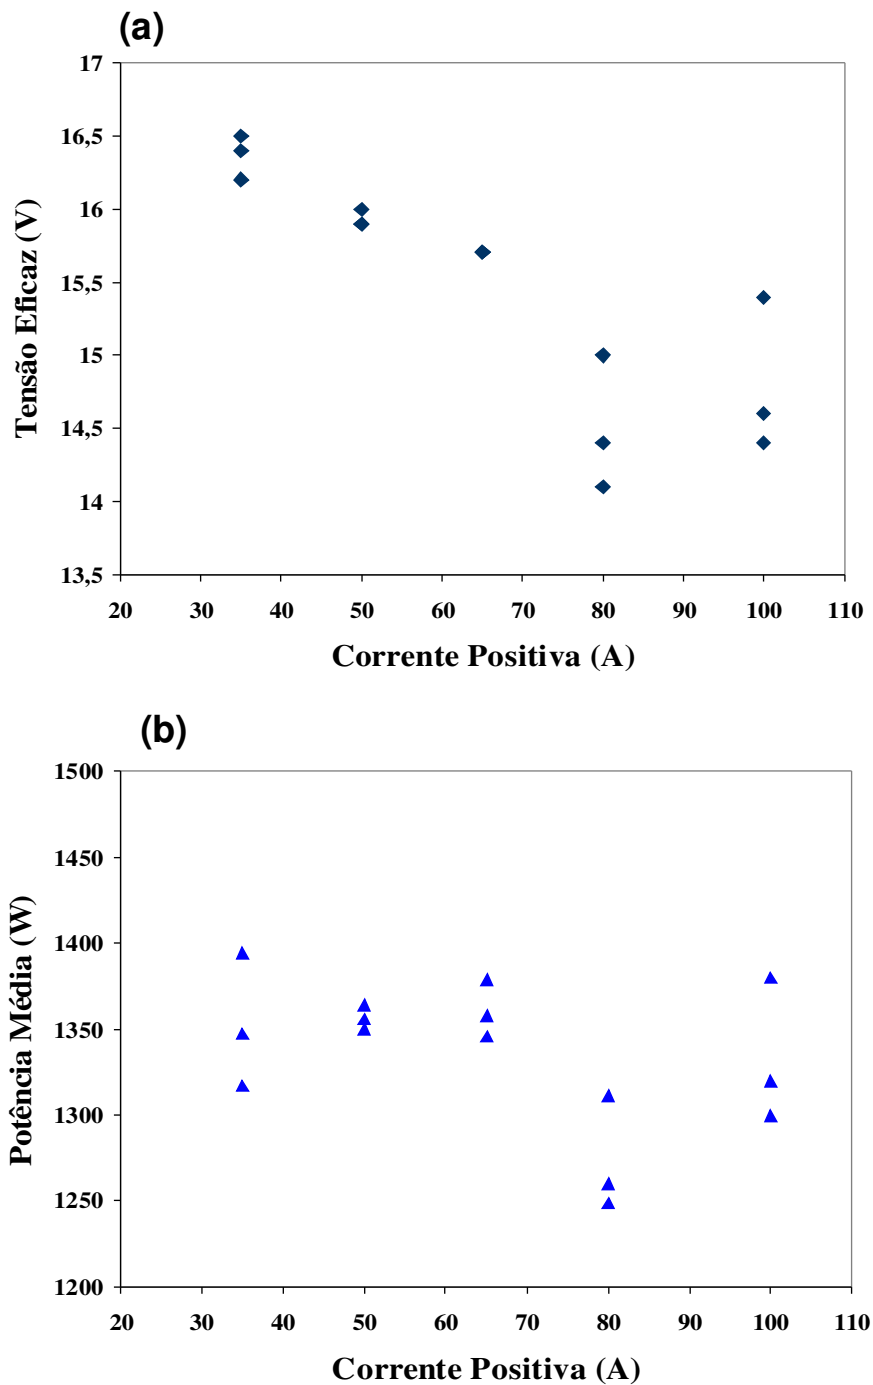 (a)
17
16,5
16
15,5
15
14,5
14
13,5
Tensão Eficaz (V)
20 30 40 50 60 70 80 90 100 110
Corrente Positiva (A)
(b)
1500
1450
1400
1350
1300
1250
1200
Potência Média (W)
20 30 40 50 60 70 80 90 100 110
Corrente Positiva (A)